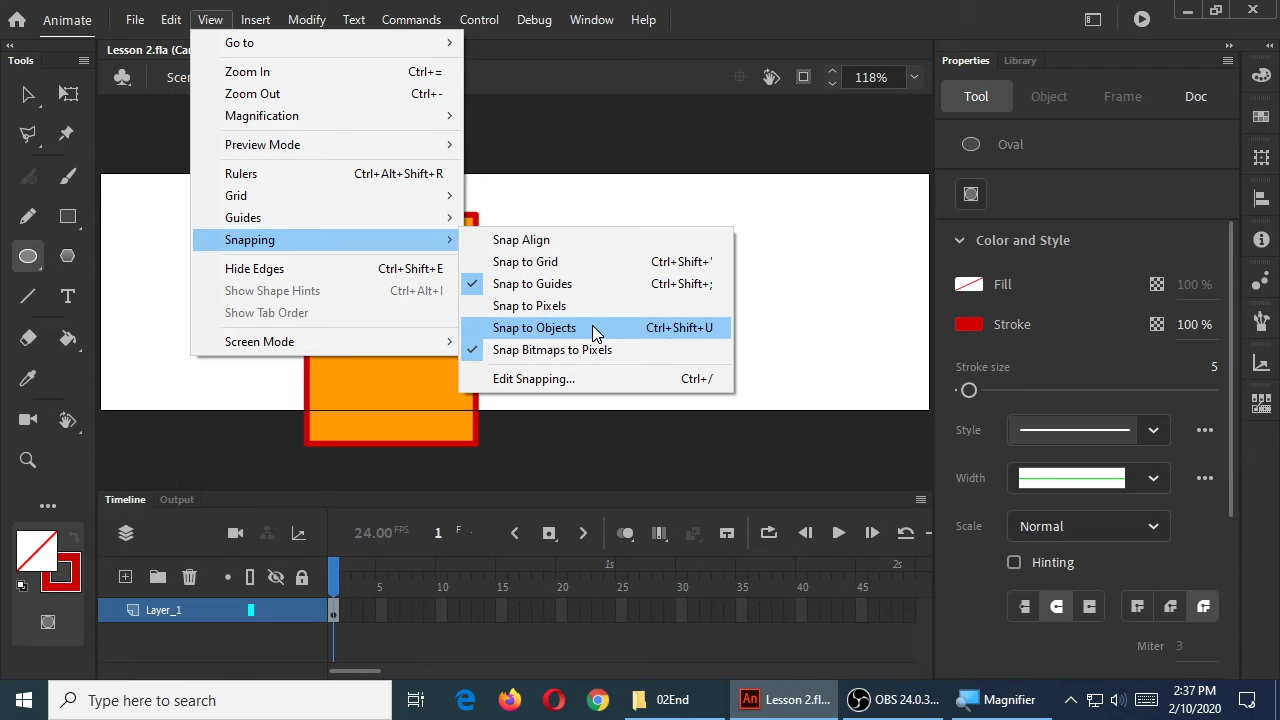 Animate
File Edit View Insert Modify Text Commands Control Debug Window Help
Lesson 2.fla (Can
Tools
Scen
118%
Go to
Zoom In Ctrl+=
Zoom Out Ctrl+-
Magnification
Preview Mode
Rulers Ctrl+Alt+Shift+R
Grid
Guides
Snapping
Hide Edges Ctrl+Shift+E
Show Shape Hints Ctrl+Alt+I
Show Tab Order
Screen Mode
Snap Align
Snap to Grid Ctrl+Shift+'
Snap to Guides Ctrl+Shift+;
Snap to Pixels
Snap to Objects Ctrl+Shift+U
Snap Bitmaps to Pixels
Edit Snapping... Ctrl+/
Properties Library
Tool Object Frame Doc
Oval
Color and Style
Fill 100 %
Stroke 100 %
Stroke size 5
Style
Width
Scale Normal
Hinting
Miter 3
Timeline Output
24.00 FPS 1 F
1s 2s
5 10 15 20 25 30 35 40 45
Layer_1
Type here to search
02End
An Lesson 2.fl...
OBS 24.0.3...
Magnifier
2:37 PM
2/10/2020